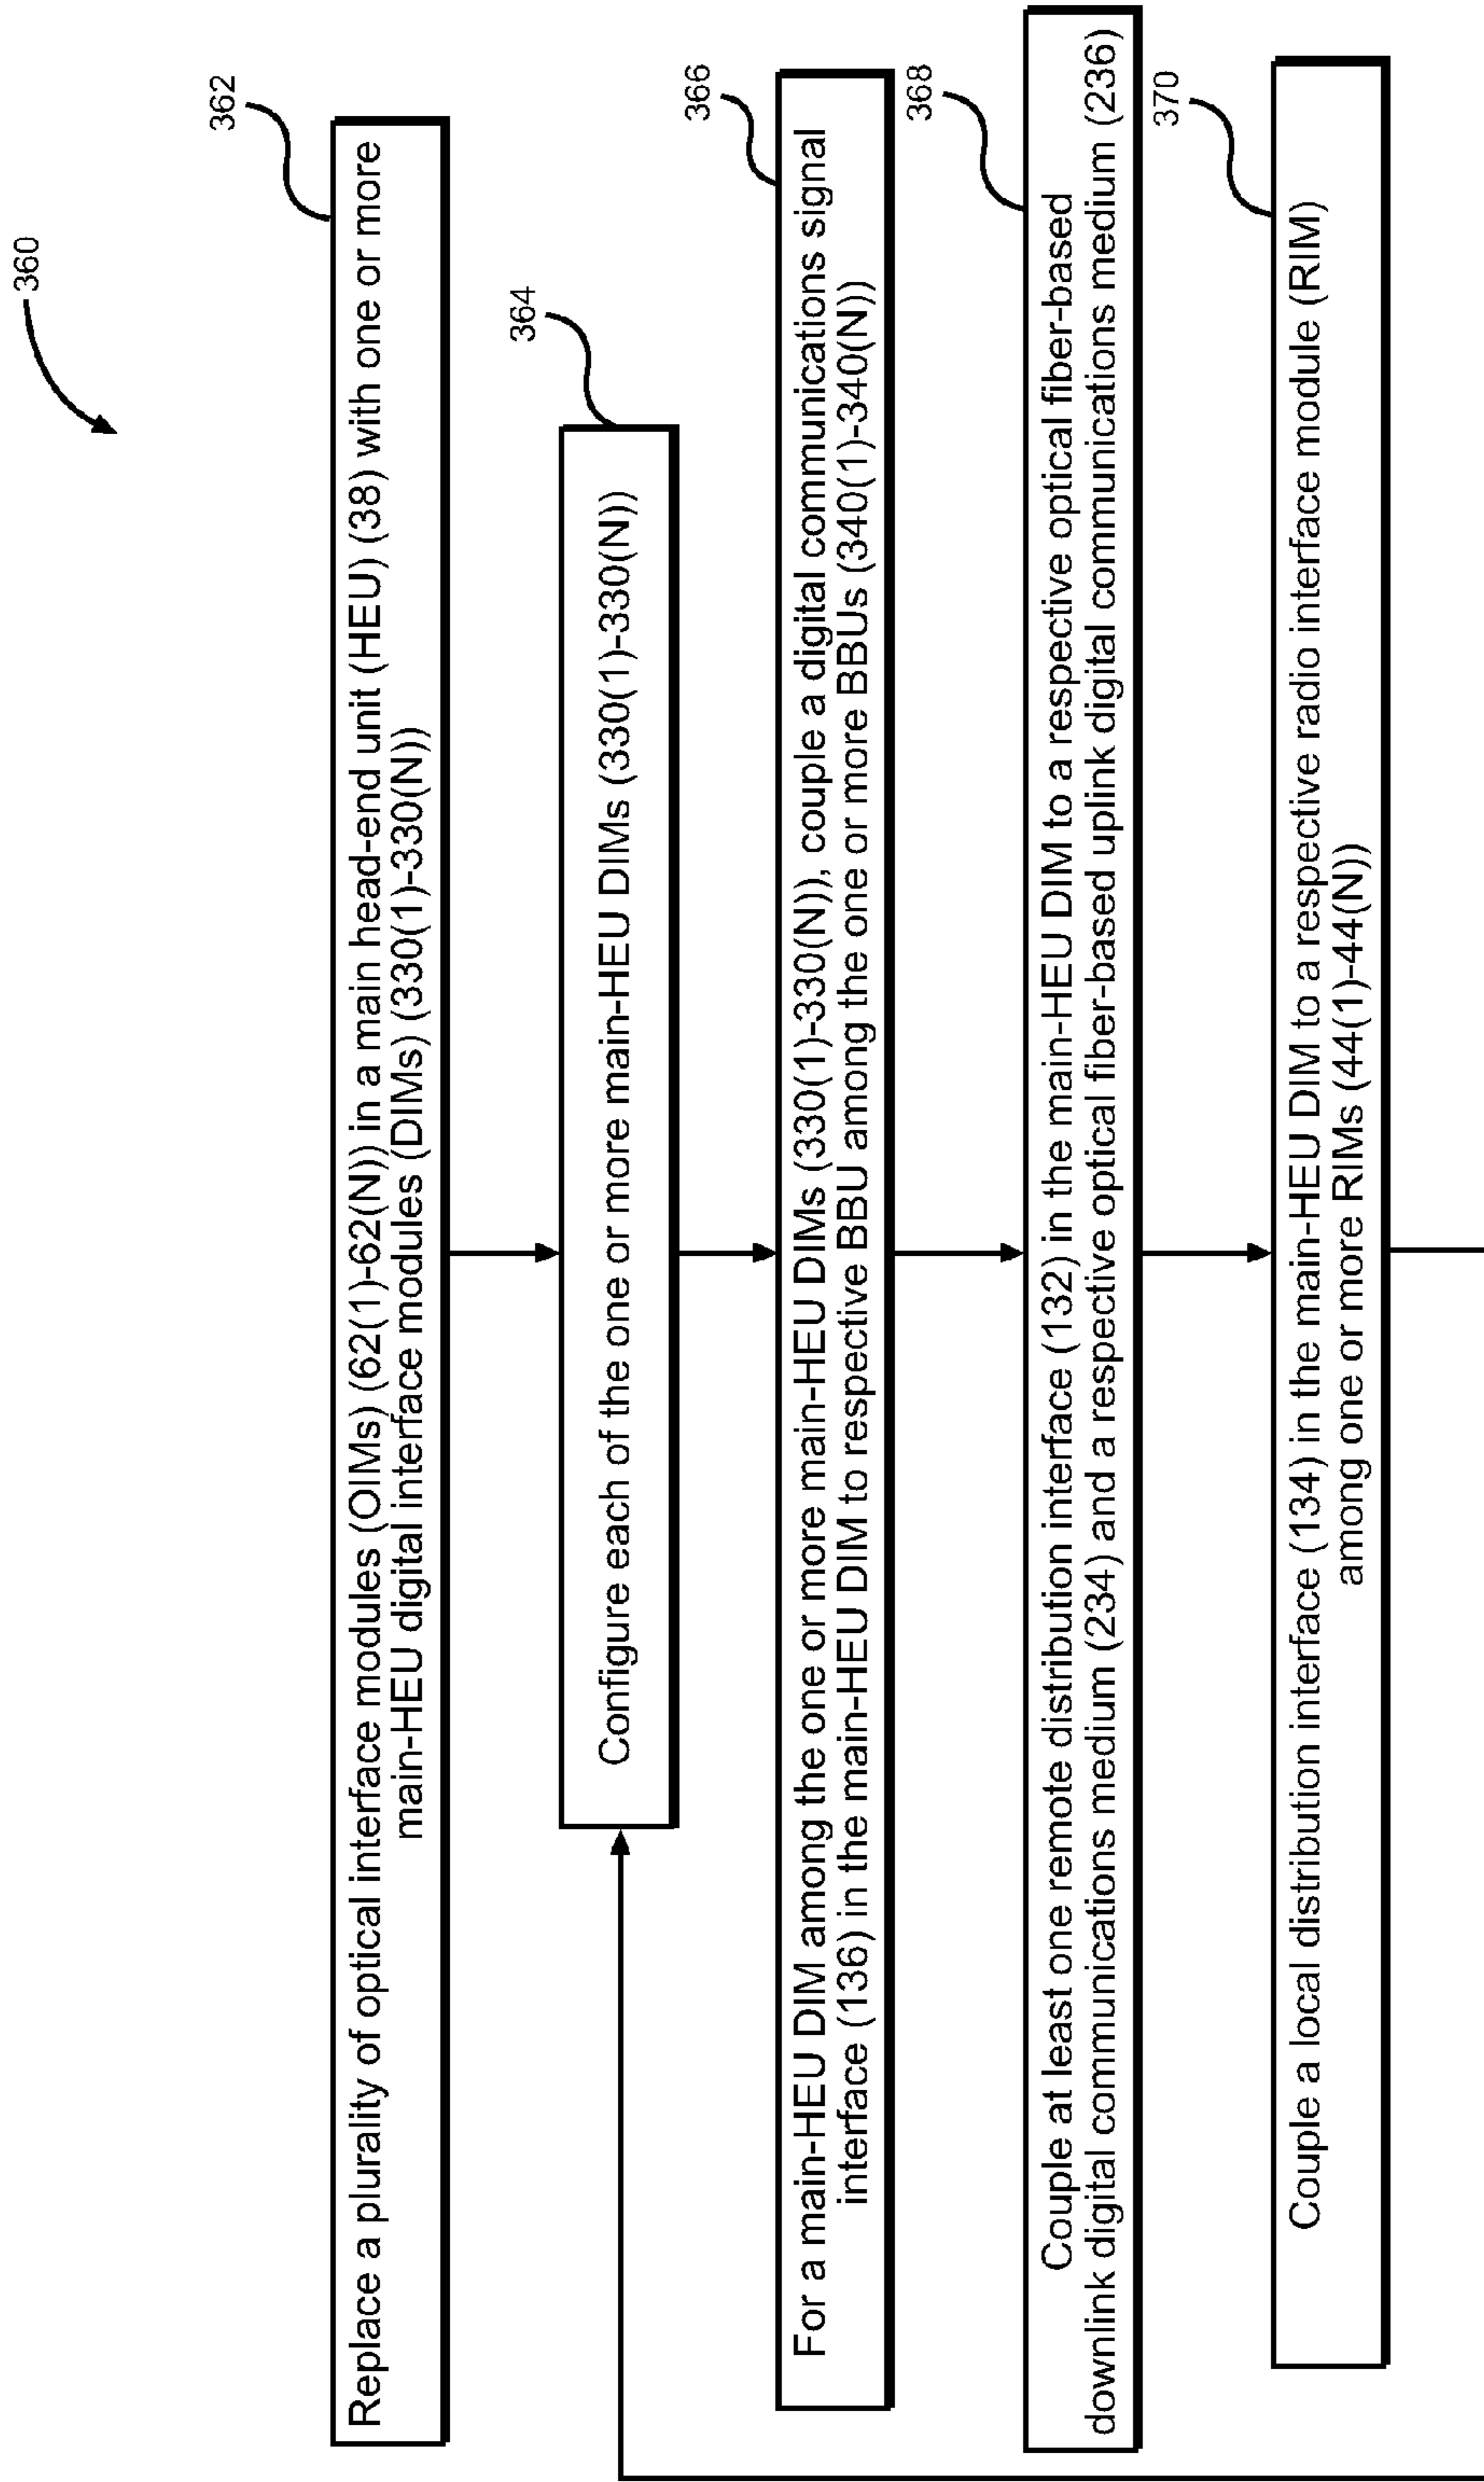 360
362
Replace a plurality of optical interface modules (OIMs) (62(1)-62(N)) in a main head-end unit (HEU) (38) with one or more
main-HEU digital interface modules (DIMs) (330(1)-330(N))
364
Configure each of the one or more main-HEU DIMs (330(1)-330(N))
366
For a main-HEU DIM among the one or more main-HEU DIMs (330(1)-330(N)), couple a digital communications signal
interface (136) in the main-HEU DIM to respective BBU among the one or more BBUs (340(1)-340(N))
368
Couple at least one remote distribution interface (132) in the main-HEU DIM to a respective optical fiber-based
downlink digital communications medium (234) and a respective optical fiber-based uplink digital communications medium (236)
370
Couple a local distribution interface (134) in the main-HEU DIM to a respective radio interface module (RIM)
among one or more RIMs (44(1)-44(N))